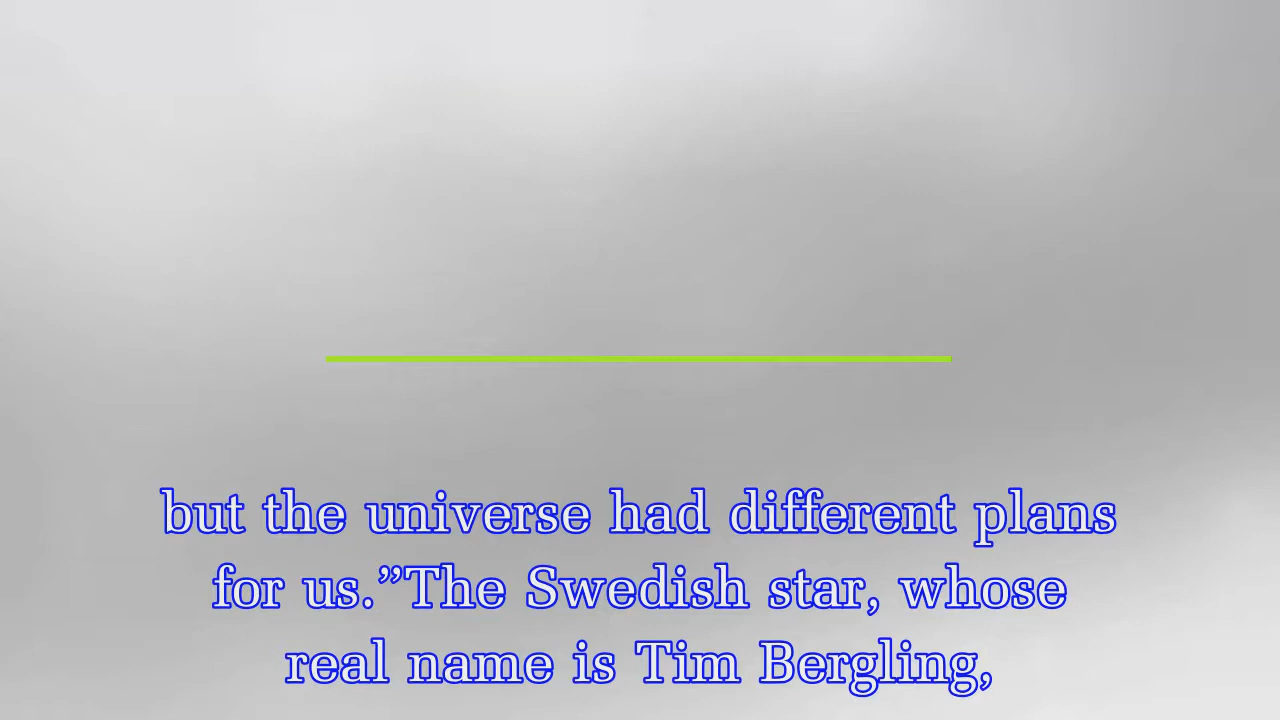 but the universe had different plans
for us.”The Swedish star, whose
real name is Tim Bergling,